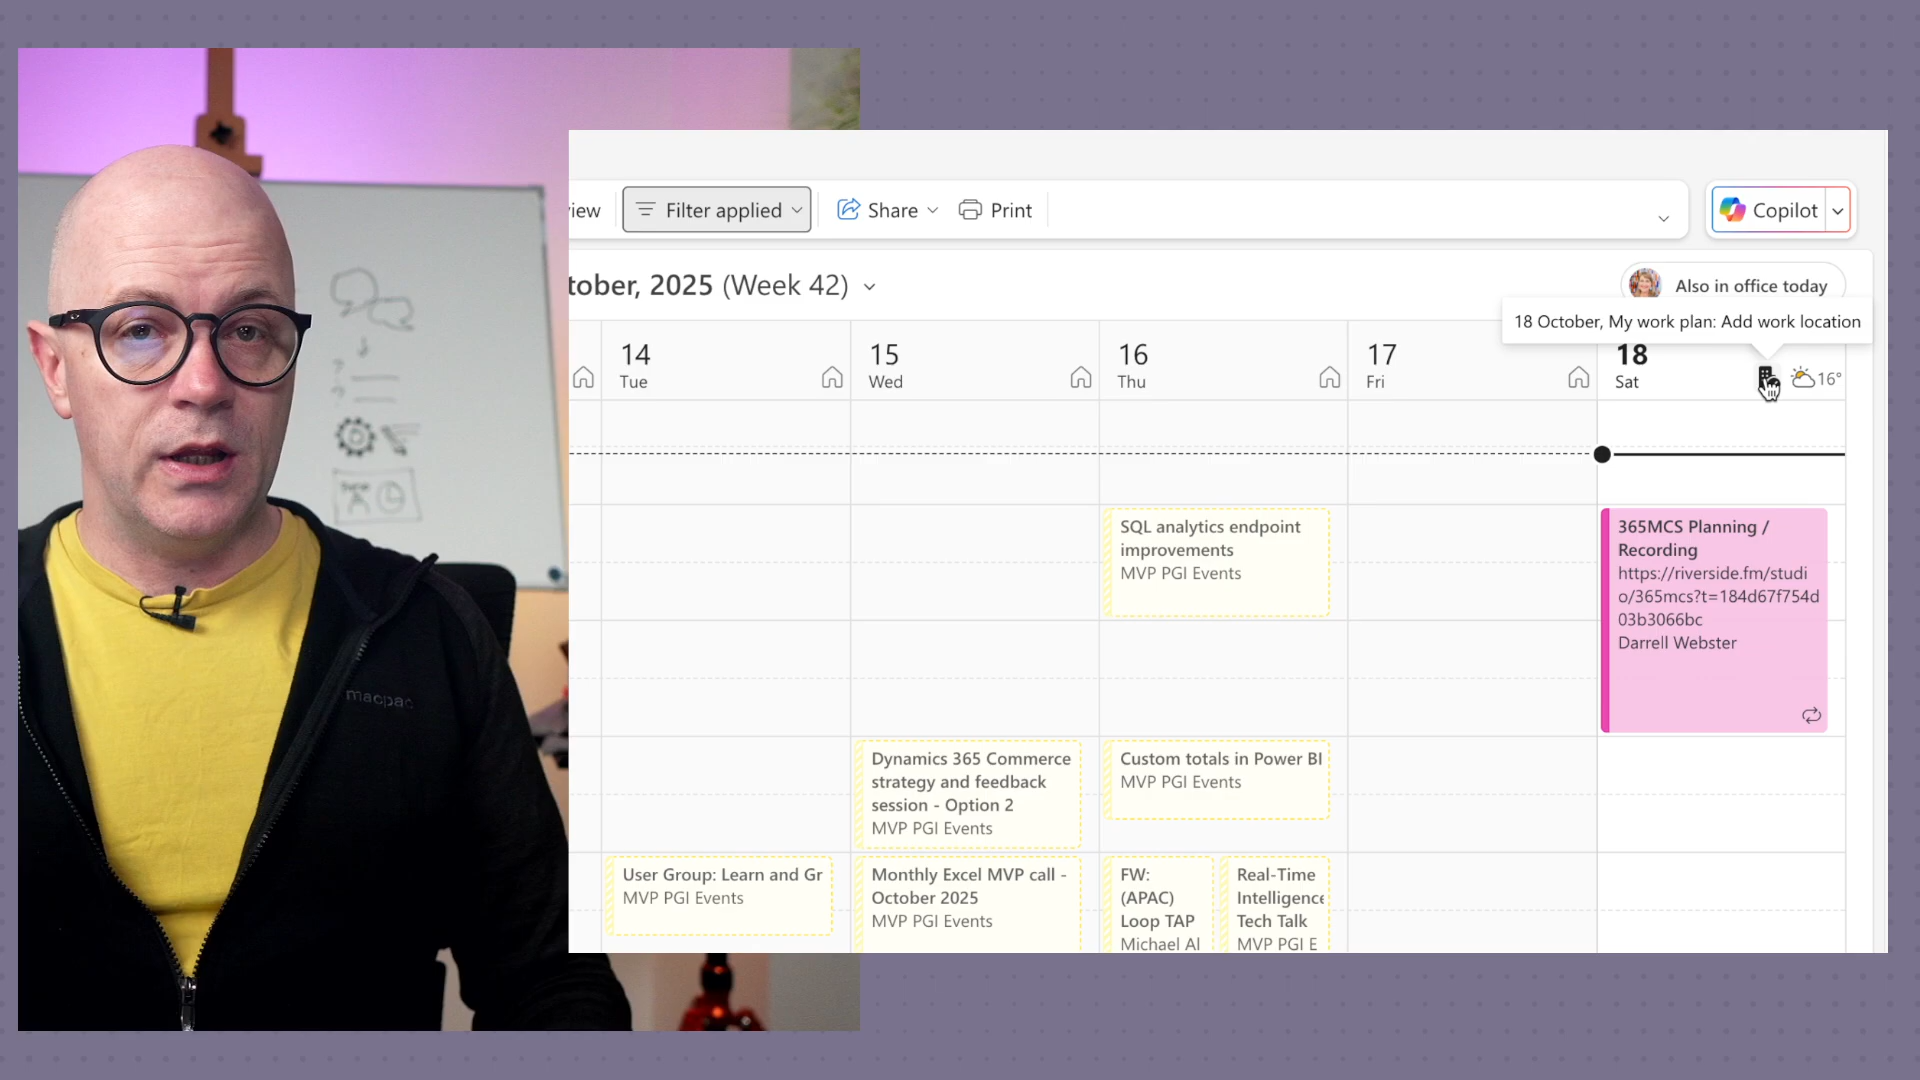 macpac
iew
Filter applied
Share
Print
Copilot
tober, 2025 (Week 42)
Also in office today
18 October, My work plan: Add work location
14
Tue
15
Wed
16
Thu
17
Fri
18
Sat
16°
SQL analytics endpoint
improvements
MVP PGI Events
365MCS Planning /
Recording
https://riverside.fm/studi
o/365mcs?t=184d67f754d
03b3066bc
Darrell Webster
Dynamics 365 Commerce
strategy and feedback
session - Option 2
MVP PGI Events
Custom totals in Power BI
MVP PGI Events
User Group: Learn and Gr
MVP PGI Events
Monthly Excel MVP call -
October 2025
MVP PGI Events
FW:
(APAC)
Loop TAP
Michael Al
Real-Time
Intelligence
Tech Talk
MVP PGI E